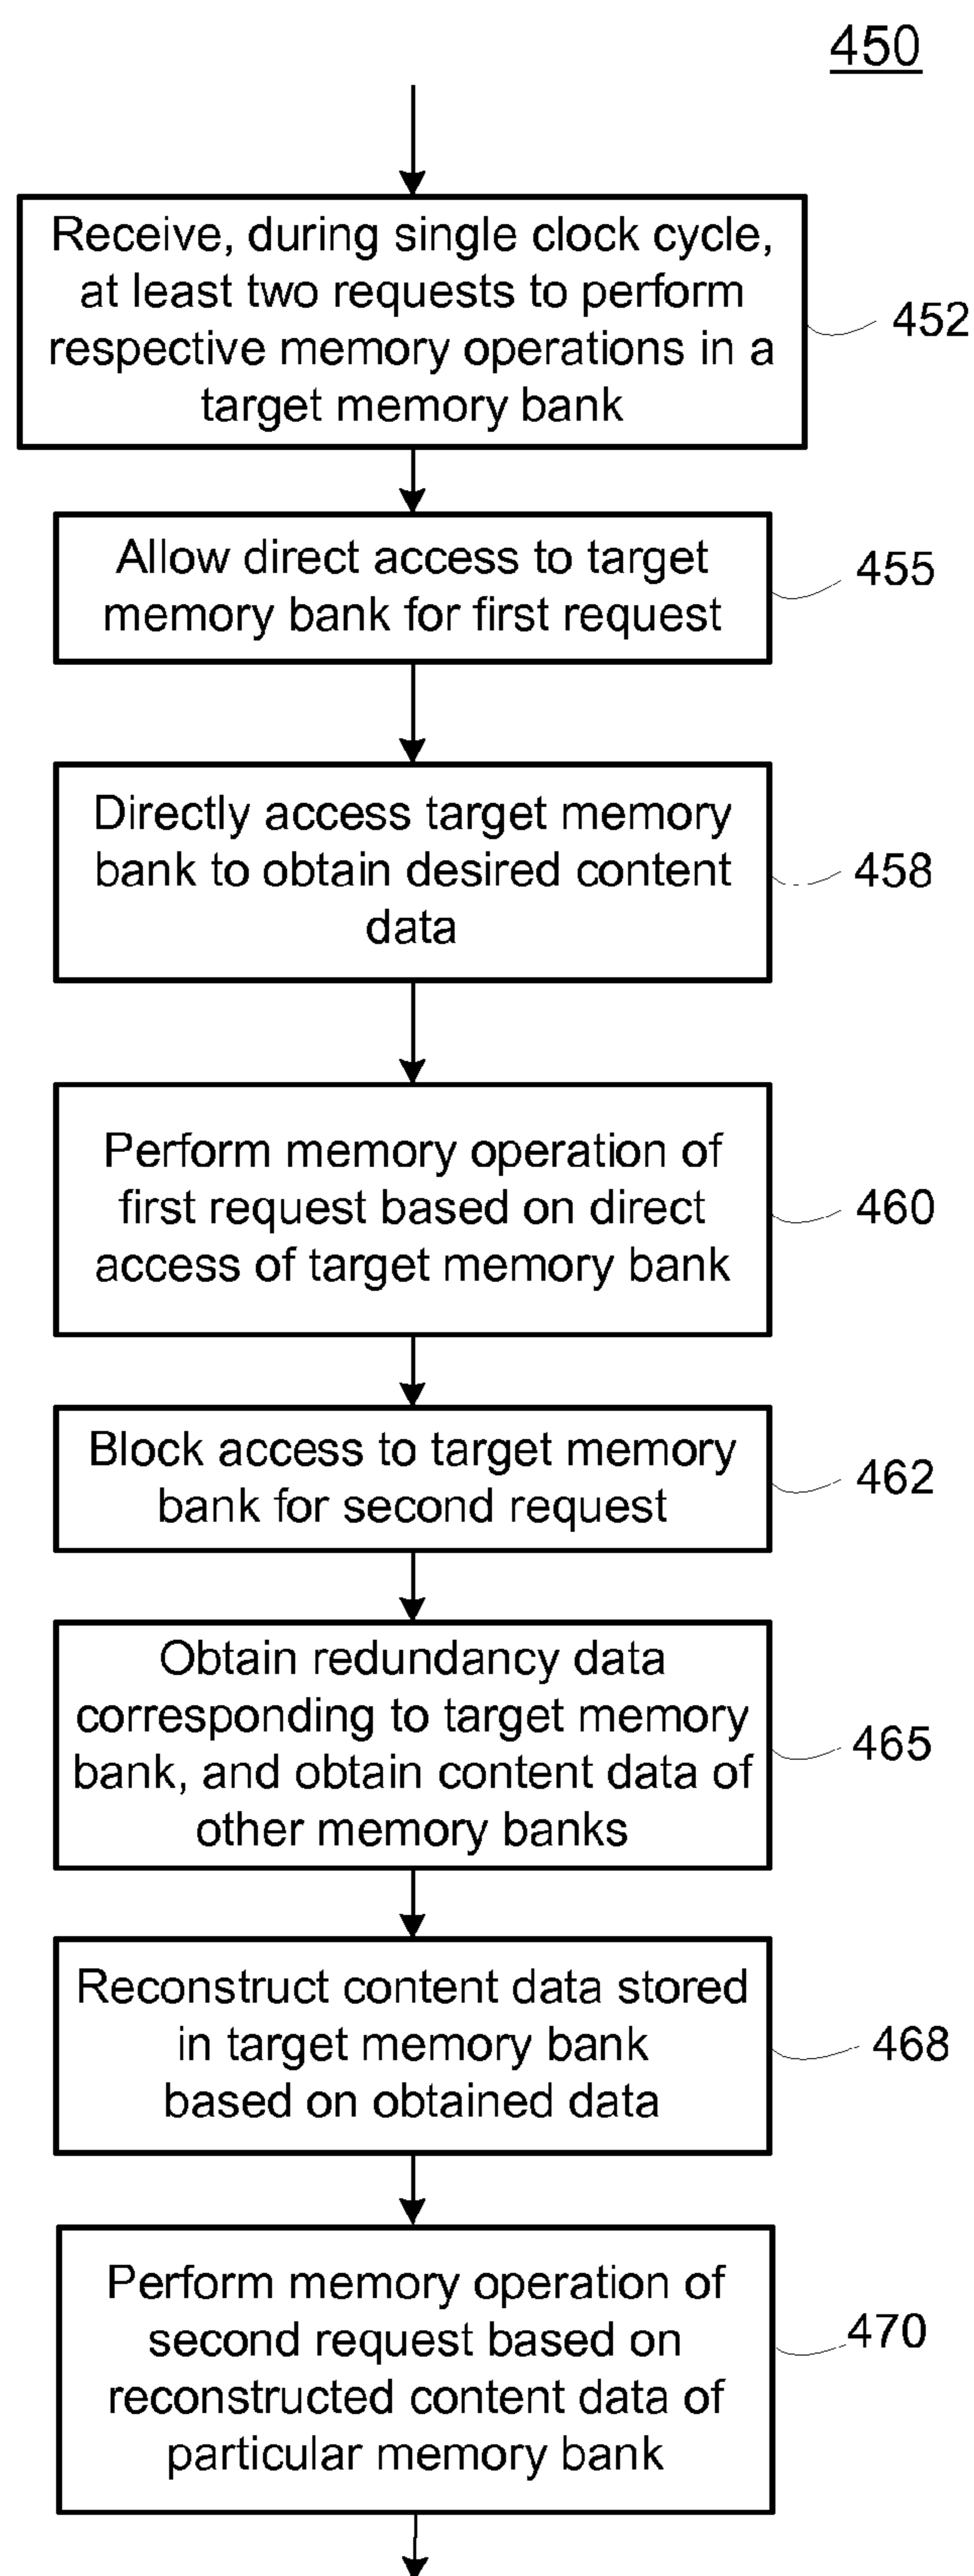 450
Receive, during single clock cycle,
at least two requests to perform
respective memory operations in a
target memory bank
452
Allow direct access to target
memory bank for first request
455
Directly access target memory
bank to obtain desired content
data
458
Perform memory operation of
first request based on direct
access of target memory bank
460
Block access to target memory
bank for second request
462
Obtain redundancy data
corresponding to target memory
bank, and obtain content data of
other memory banks
465
Reconstruct content data stored
in target memory bank
based on obtained data
468
Perform memory operation of
second request based on
reconstructed content data of
particular memory bank
470